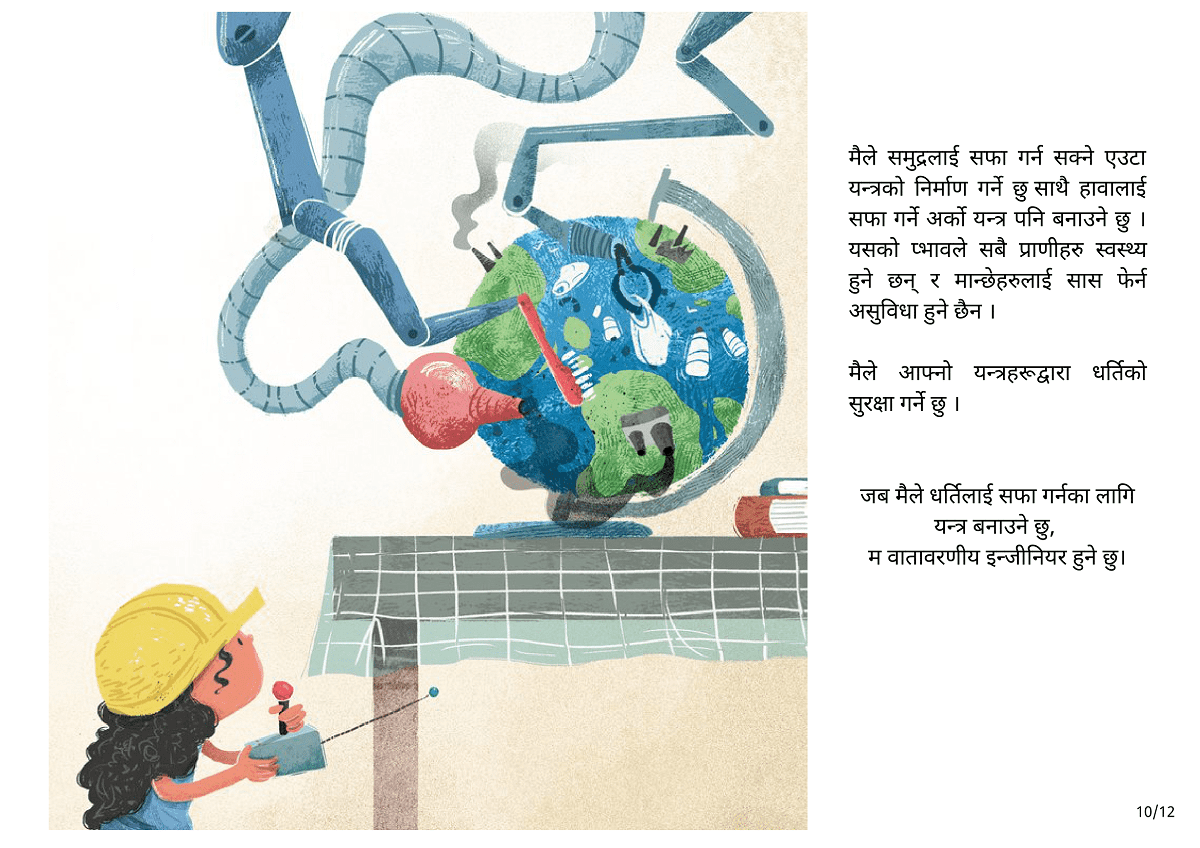 मैले समुद्रलाई सफा गर्न सक्ने एउटा
यन्त्रको निर्माण गर्ने छु साथै हावालाई
सफा गर्ने अर्को यन्त्र पनि बनाउने छु ।
यसको प्भावले सबै प्राणीहरु स्वस्थ्य
हुने छन् र मान्छेहरुलाई सास फेर्न
असुविधा हुने छैन ।
मैले आफ्नो यन्त्रहरूद्वारा धर्तिको
सुरक्षा गर्ने छु ।
जब मैले धर्तिलाई सफा गर्नका लागि
यन्त्र बनाउने छु,
म वातावरणीय इन्जीनियर हुने छु।
10/12